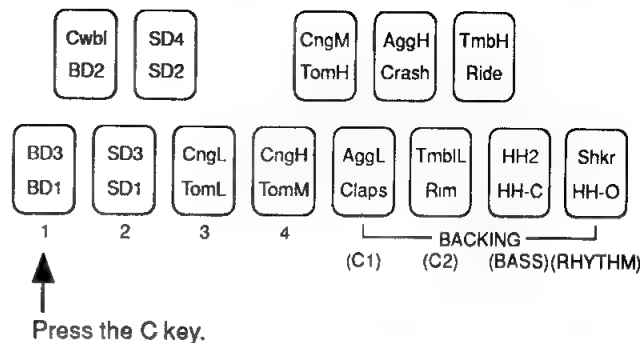 Cwbl SD4 CngM AggH TmbH
BD2 SD2 TomH Crash Ride
BD3 SD3 CngL CngH AggL TmblL HH2 Shkr
BD1 SD1 TomL TomM Claps Rim HH-C HH-O
1 2 3 4 BACKING
(C1) (C2) (BASS) (RHYTHM)
Press the C key.